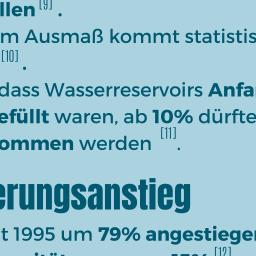 llen [9].
m Ausmaß kommt statistis
[10].
dass Wasserreservoirs Anfa
efüllt waren, ab 10% dürfte
ommen werden [11].
erungsanstieg
t 1995 um 79% angestiegen
[12]